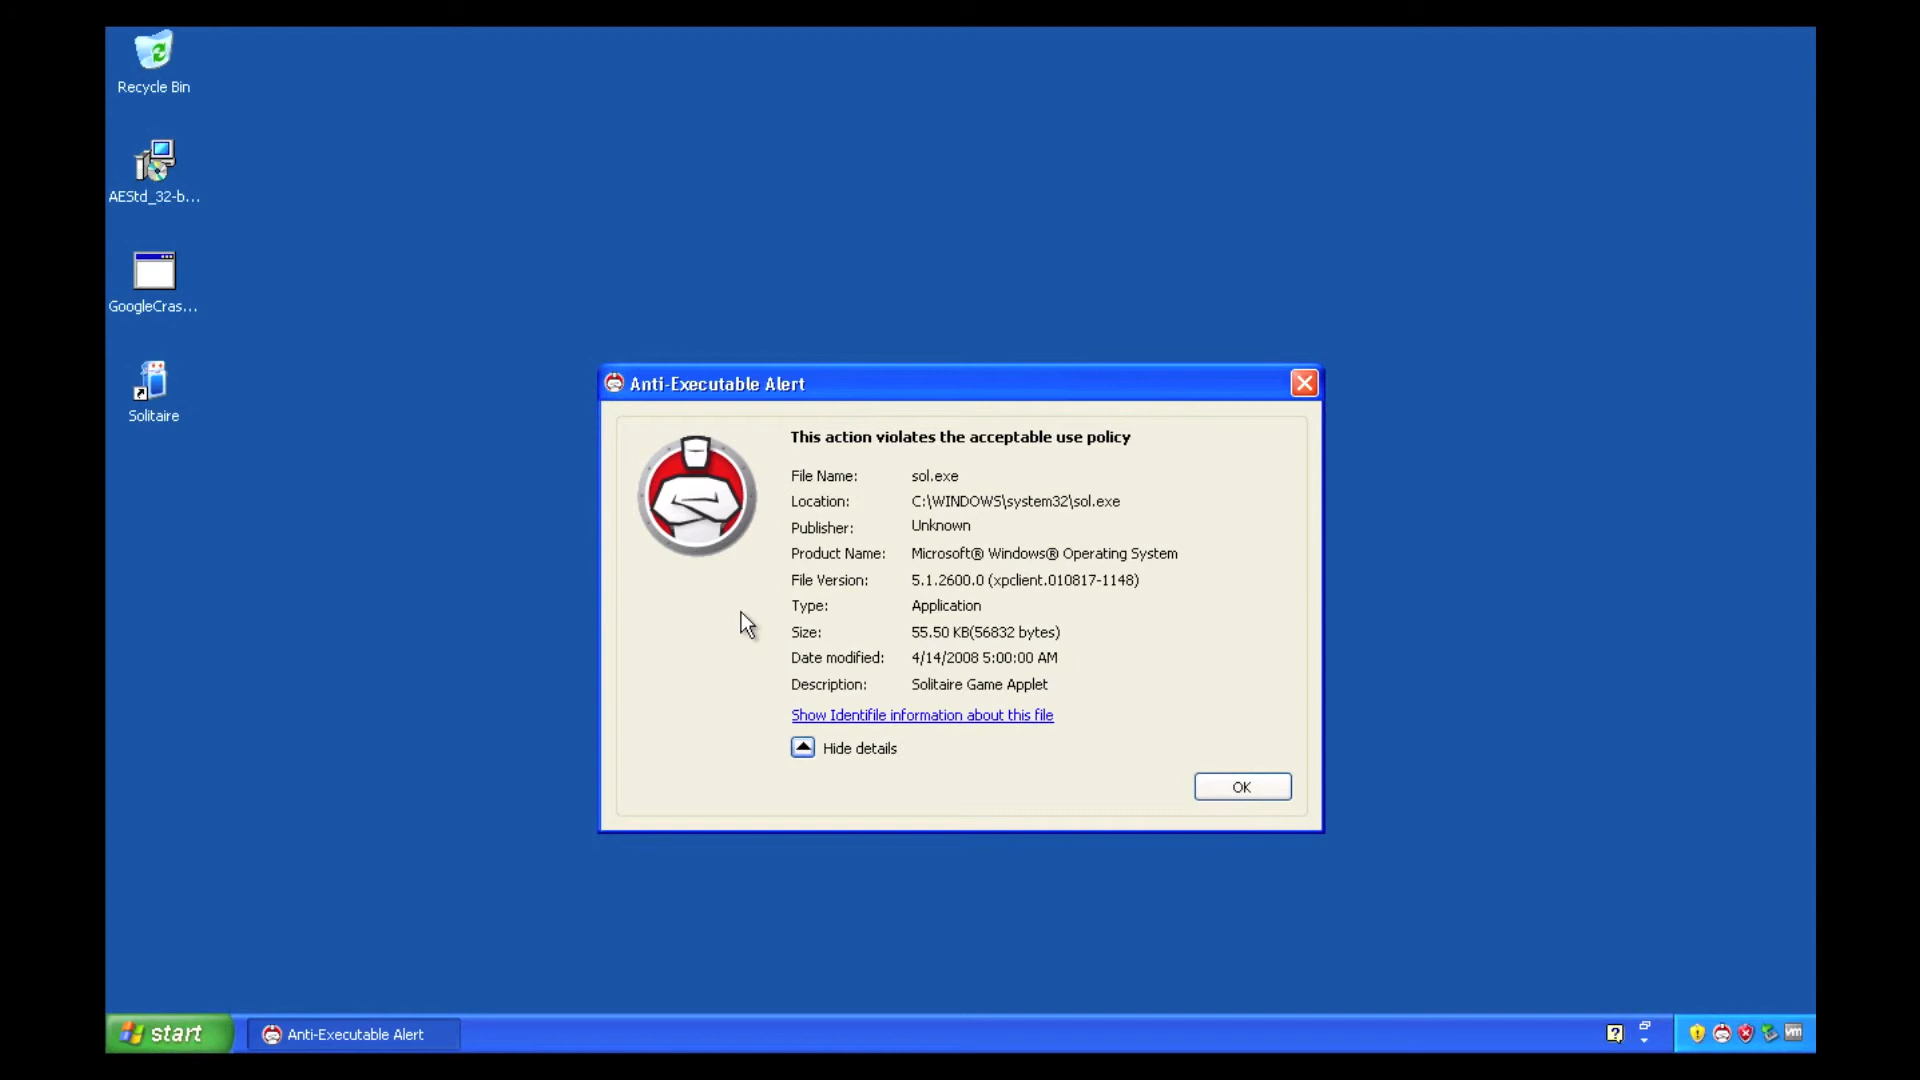 Recycle Bin
AEStd_32-b...
GoogleCras...
Solitaire
Anti-Executable Alert
This action violates the acceptable use policy
File Name: sol.exe
Location: C:\WINDOWS\system32\sol.exe
Publisher: Unknown
Product Name: Microsoft® Windows® Operating System
File Version: 5.1.2600.0 (xpclient.010817-1148)
Type: Application
Size: 55.50 KB(56832 bytes)
Date modified: 4/14/2008 5:00:00 AM
Description: Solitaire Game Applet
Show Identifile information about this file
Hide details
OK
start
Anti-Executable Alert
?
vm